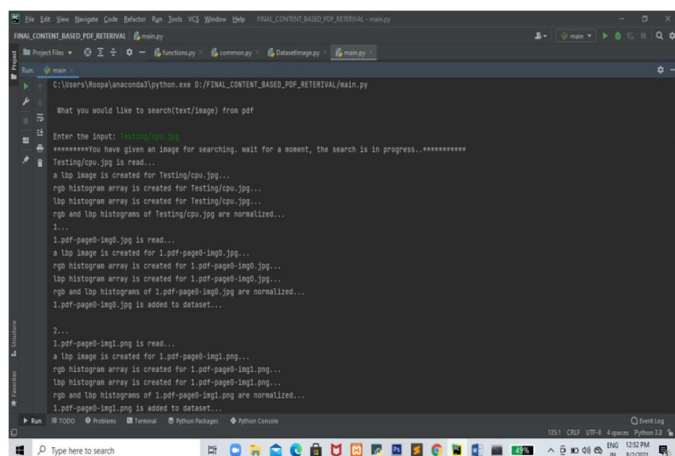 File Edit View Navigate Code Refactor Run Tools VCS Window Help FINAL_CONTENT_BASED_PDF_RETERIVAL - main.py
FINAL_CONTENT_BASED_PDF_RETERIVAL main.py main
Project Files functions.py common.py DatasetImage.py main.py
Project
Run: main
C:\Users\Roopa\anaconda3\python.exe D:/FINAL_CONTENT_BASED_PDF_RETERIVAL/main.py
What you would like to search(text/image) from pdf
Enter the input: Testing/cpu.jpg
*********You have given an image for searching. wait for a moment, the search is in progress..***********
Testing/cpu.jpg is read...
a lbp image is created for Testing/cpu.jpg...
rgb histogram array is created for Testing/cpu.jpg...
lbp histogram array is created for Testing/cpu.jpg...
rgb and lbp histograms of Testing/cpu.jpg are normalized...
1...
1.pdf-page0-img0.jpg is read...
a lbp image is created for 1.pdf-page0-img0.jpg...
rgb histogram array is created for 1.pdf-page0-img0.jpg...
lbp histogram array is created for 1.pdf-page0-img0.jpg...
rgb and lbp histograms of 1.pdf-page0-img0.jpg are normalized...
1.pdf-page0-img0.jpg is added to dataset...
2...
1.pdf-page0-img1.png is read...
a lbp image is created for 1.pdf-page0-img1.png...
rgb histogram array is created for 1.pdf-page0-img1.png...
lbp histogram array is created for 1.pdf-page0-img1.png...
rgb and lbp histograms of 1.pdf-page0-img1.png are normalized...
1.pdf-page0-img1.png is added to dataset...
Structure
Favorites
Run TODO Problems Terminal Python Packages Python Console Event Log
135:1 CRLF UTF-8 4 spaces Python 3.8
Type here to search 49% ENG 12:52 PM
IN 8/2/2021